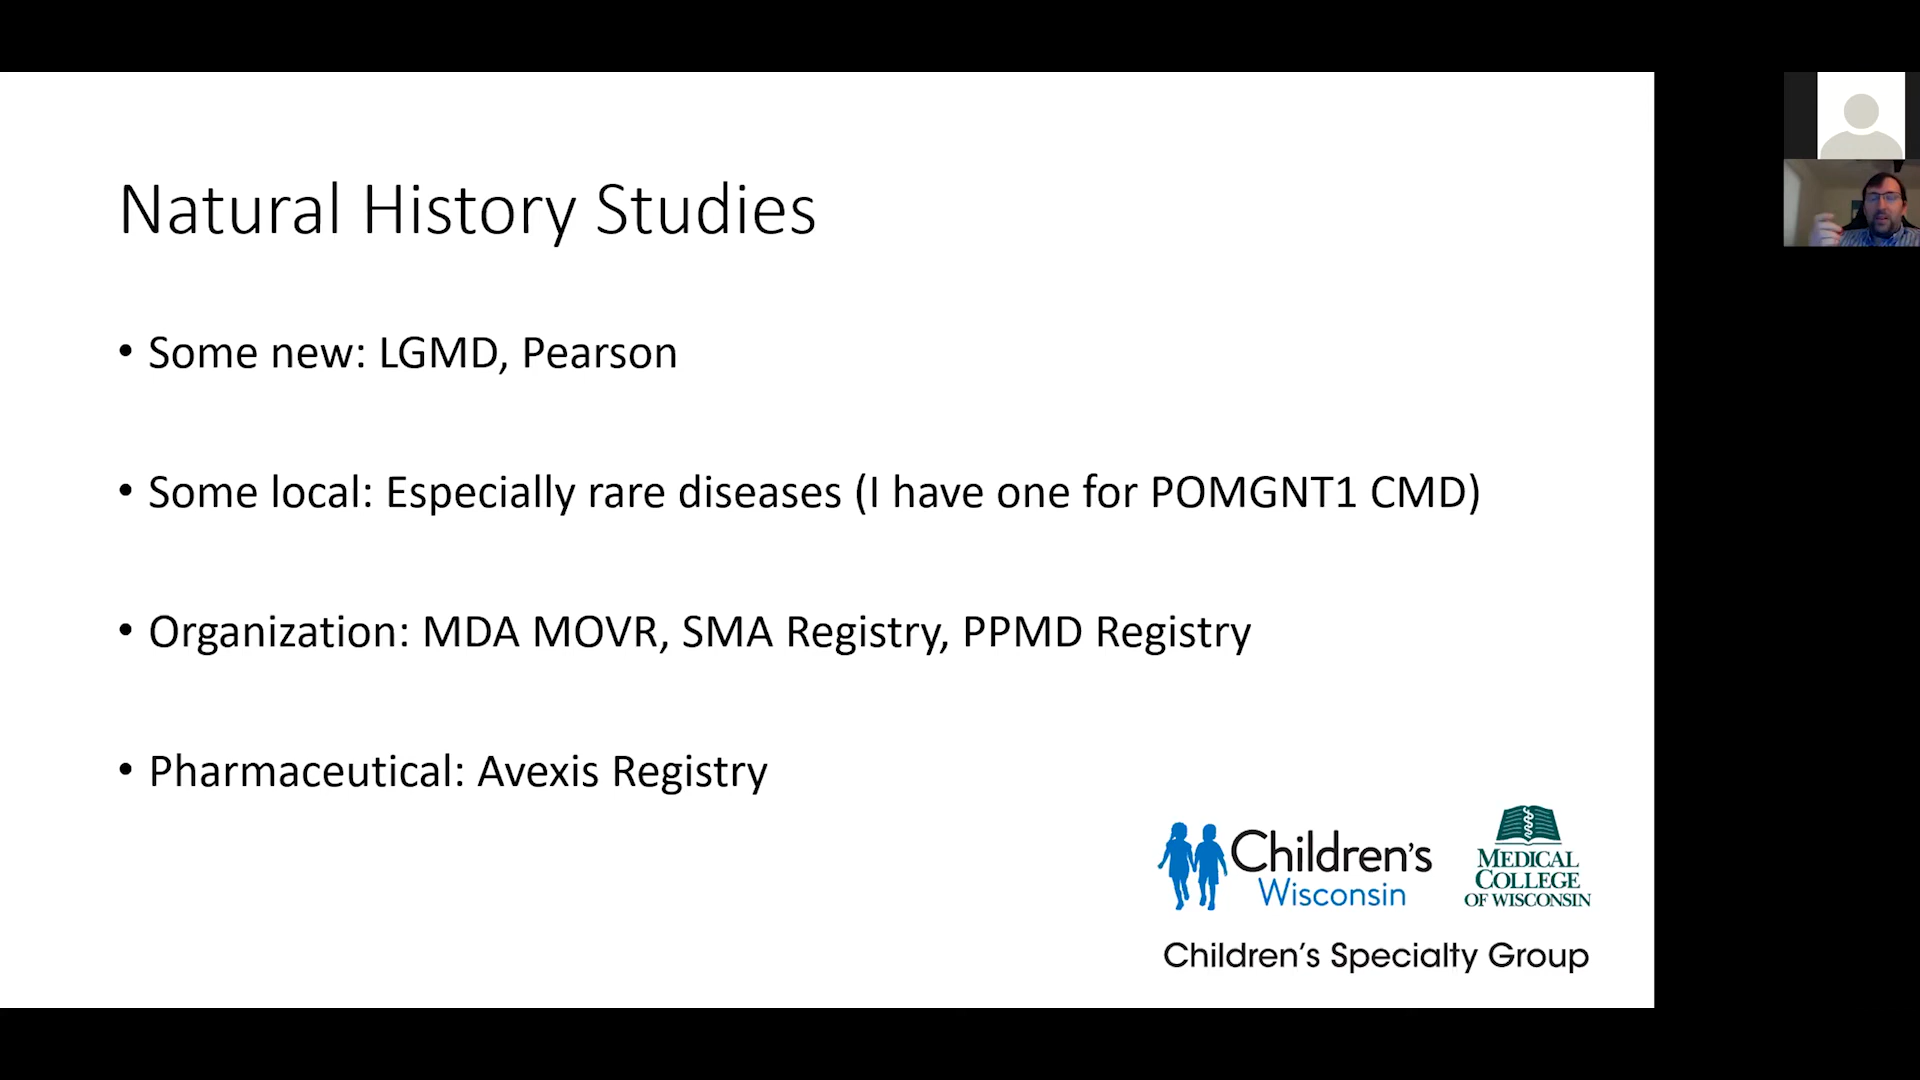 Natural History Studies
• Some new: LGMD, Pearson
• Some local: Especially rare diseases (I have one for POMGNT1 CMD)
• Organization: MDA MOVR, SMA Registry, PPMD Registry
• Pharmaceutical: Avexis Registry
Children's
Wisconsin
MEDICAL
COLLEGE
OF WISCONSIN
Children's Specialty Group